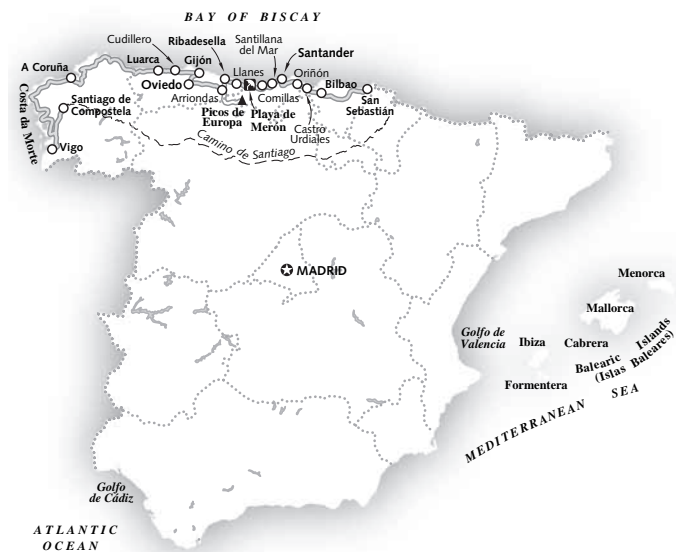 BAY OF BISCAY
Cudillero
Ribadesella
Santillana
del Mar
Santander
A Coruña
Luarca
Gijón
Llanes
Oriñón
Oviedo
Bilbao
Arriondas
Comillas
San
Sebastián
Costa da Morte
Santiago de
Compostela
Picos de
Europa
Playa de
Merón
Castro
Urdiales
Camino de Santiago
Vigo
MADRID
Menorca
Mallorca
Golfo de
Valencia
Ibiza
Cabrera
Balearic Islands
(Islas Baleares)
Formentera
MEDITERRANEAN SEA
Golfo
de Cádiz
ATLANTIC
OCEAN